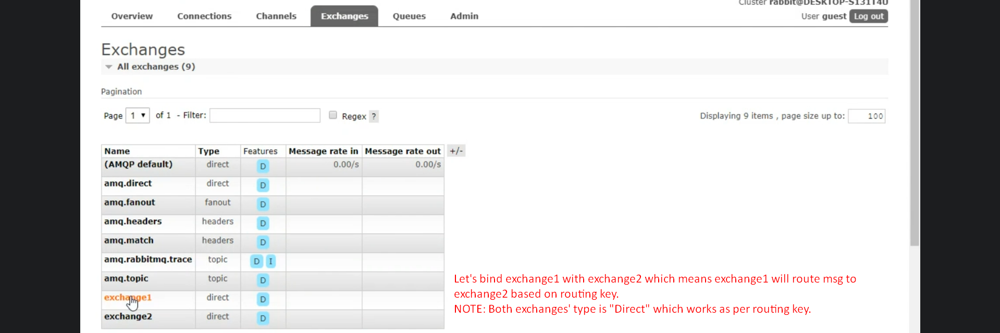 Cluster rabbit@DESKTOP-S131T4U
Overview Connections Channels Exchanges Queues Admin User guest Log out
Exchanges
All exchanges (9)
Pagination
Page 1 of 1 - Filter: Regex ? Displaying 9 items , page size up to: 100
Name Type Features Message rate in Message rate out +/-
(AMQP default) direct D 0.00/s 0.00/s
amq.direct direct D
amq.fanout fanout D
amq.headers headers D
amq.match headers D
amq.rabbitmq.trace topic D I
amq.topic topic D
exchange1 direct D
exchange2 direct D
Let's bind exchange1 with exchange2 which means exchange1 will route msg to
exchange2 based on routing key.
NOTE: Both exchanges' type is "Direct" which works as per routing key.